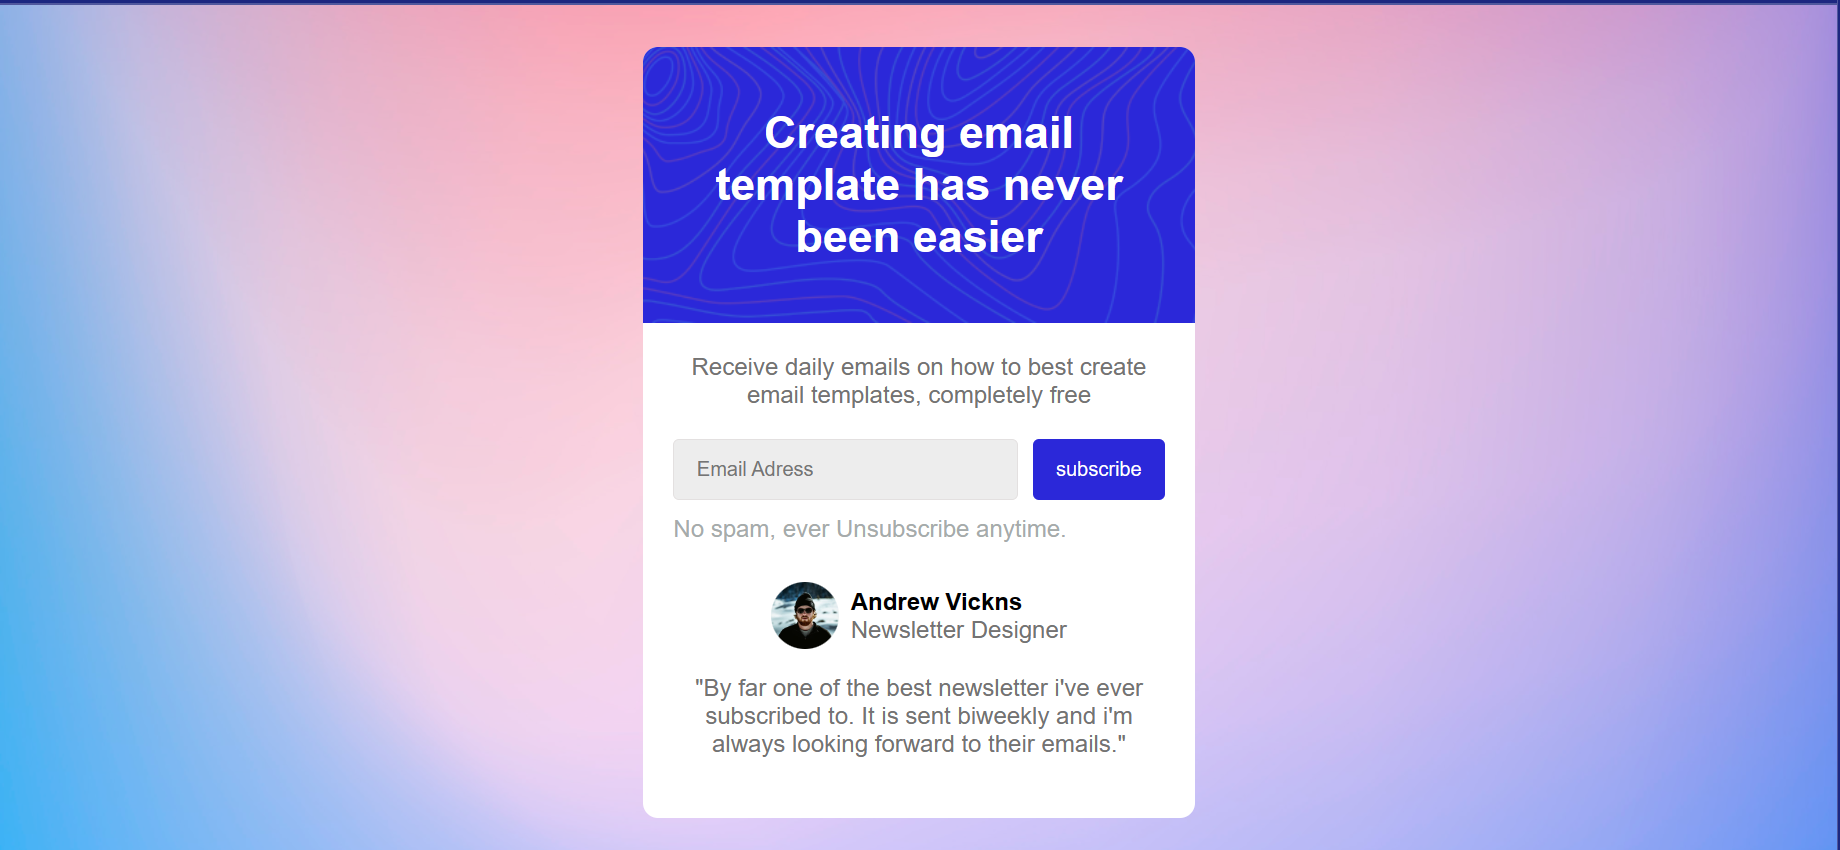 Creating email
template has never
been easier
Receive daily emails on how to best create
email templates, completely free
Email Adress
subscribe
No spam, ever Unsubscribe anytime.
Andrew Vickns
Newsletter Designer
"By far one of the best newsletter i've ever
subscribed to. It is sent biweekly and i'm
always looking forward to their emails."